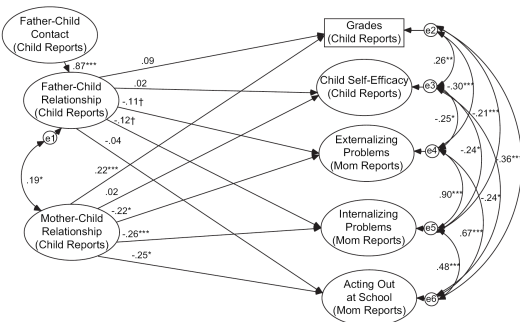 Father-Child
Contact
(Child Reports)
.87***
Father-Child
Relationship
(Child Reports)
e1
.19*
Mother-Child
Relationship
(Child Reports)
.09
.02
-.11†
-.12†
-.04
.22***
.02
-.22*
-.26***
-.25*
Grades
(Child Reports)
Child Self-Efficacy
(Child Reports)
Externalizing
Problems
(Mom Reports)
Internalizing
Problems
(Mom Reports)
Acting Out
at School
(Mom Reports)
e2
e3
e4
e5
e6
.26**
-.30***
-.25*
-.21***
-.24*
-.36***
.90***
-.24*
.67***
.48***